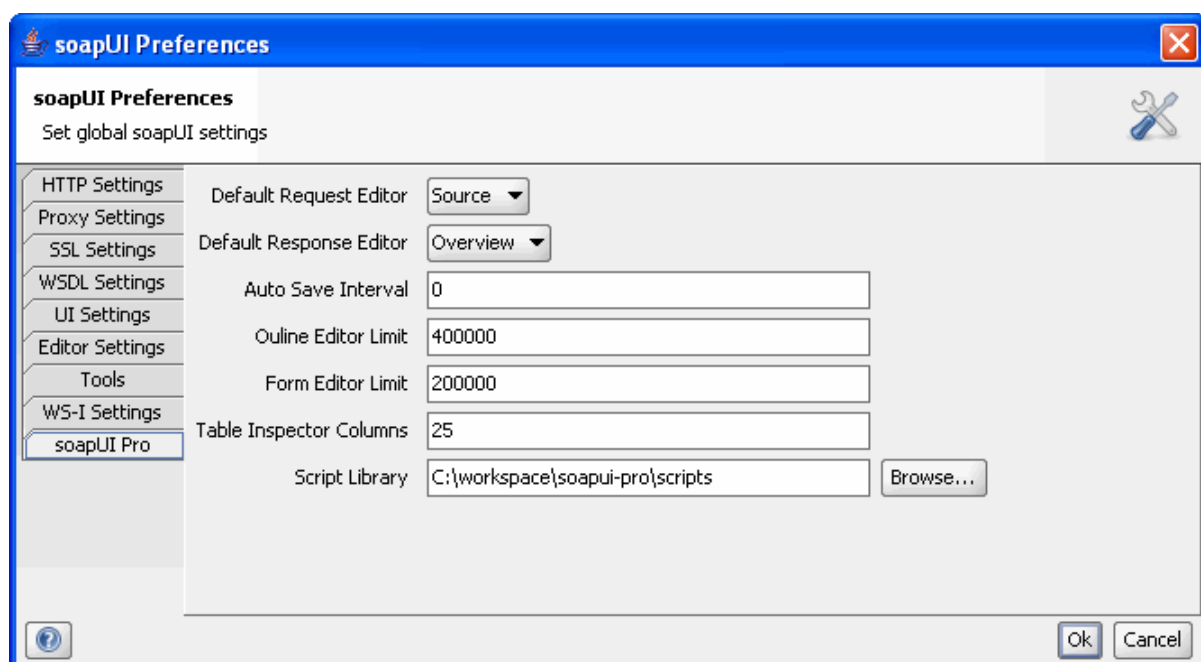 soapUI Preferences
soapUI Preferences
Set global soapUI settings
HTTP Settings
Proxy Settings
SSL Settings
WSDL Settings
UI Settings
Editor Settings
Tools
WS-I Settings
soapUI Pro
Default Request Editor Source
Default Response Editor Overview
Auto Save Interval 0
Ouline Editor Limit 400000
Form Editor Limit 200000
Table Inspector Columns 25
Script Library C:\workspace\soapui-pro\scripts Browse...
? Ok Cancel